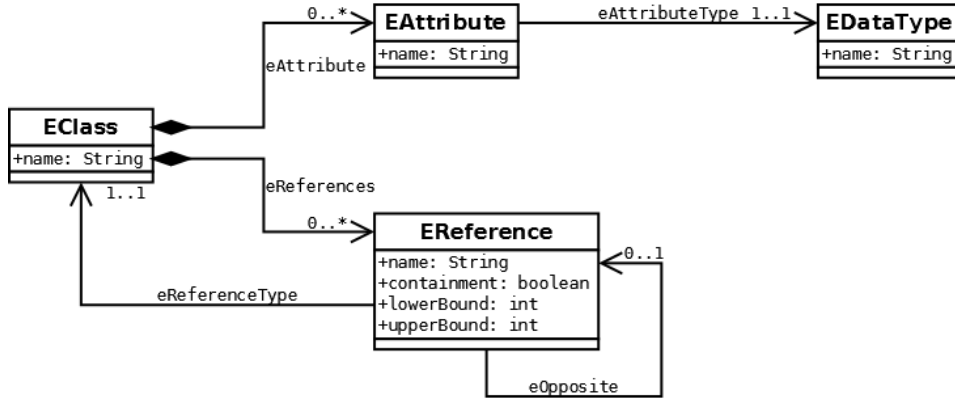 0..*
EAttribute
eAttributeType 1..1
EDataType
+name: String
+name: String
eAttribute
EClass
+name: String
eReferences
1..1
0..*
EReference
0..1
+name: String
+containment: boolean
eReferenceType
+lowerBound: int
+upperBound: int
eOpposite